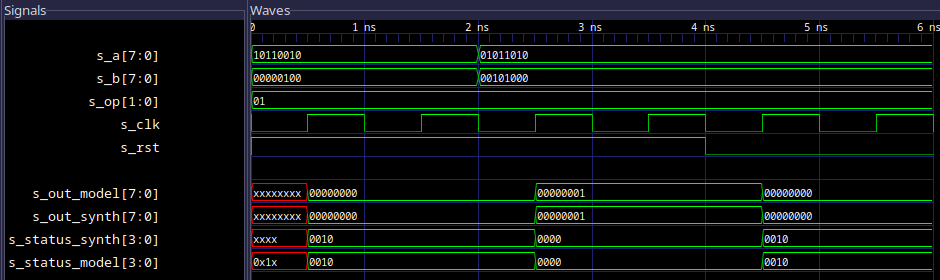 Signals Waves
0 1 ns 2 ns 3 ns 4 ns 5 ns 6 ns
s_a[7:0] 10110010 01011010
s_b[7:0] 00000100 00101000
s_op[1:0] 01
s_clk
s_rst
s_out_model[7:0] xxxxxxxx 00000000 00000001 00000000
s_out_synth[7:0] xxxxxxxx 00000000 00000001 00000000
s_status_synth[3:0] xxxx 0010 0000 0010
s_status_model[3:0] 0x1x 0010 0000 0010